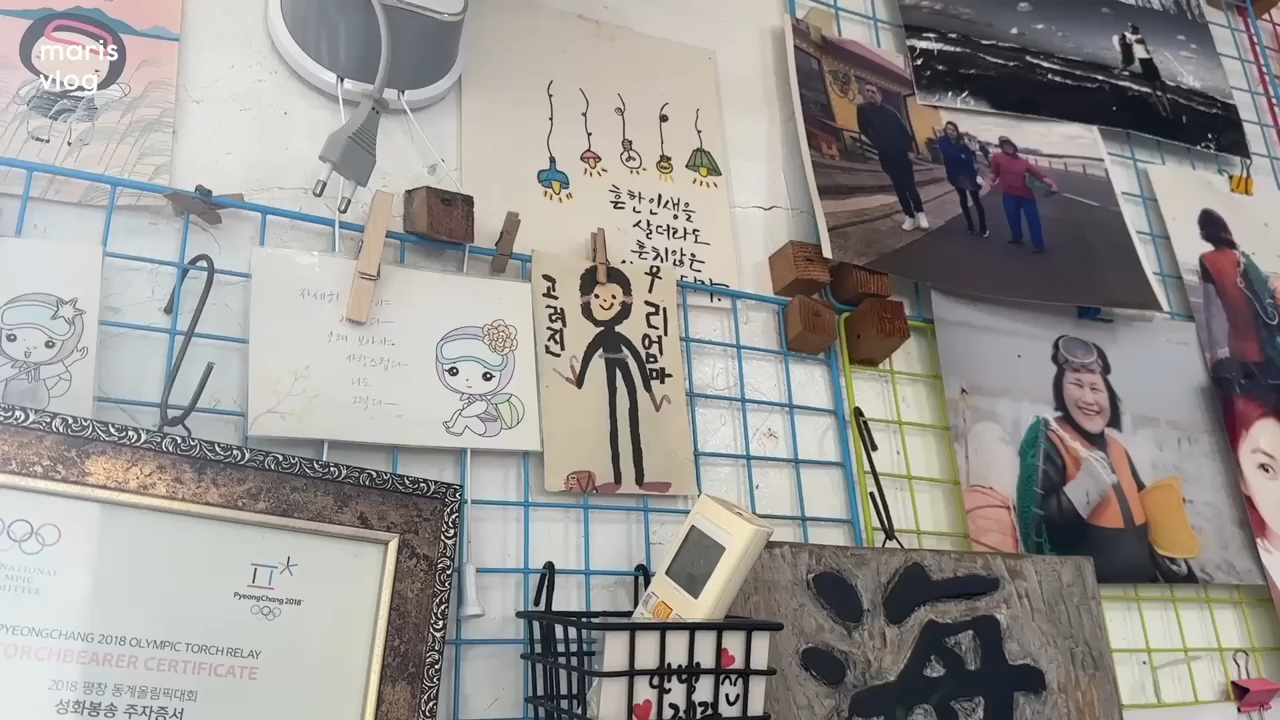 maris
vlog
흔한인생을
살더라도
흔치않은
고려진
우리엄마
자세히
오래 보아야
사랑스럽다
너도
그렇다
PyeongChang 2018
PYEONGCHANG 2018 OLYMPIC TORCH RELAY
TORCHBEARER CERTIFICATE
2018 평창 동계올림픽대회
성화봉송 주자증서
海